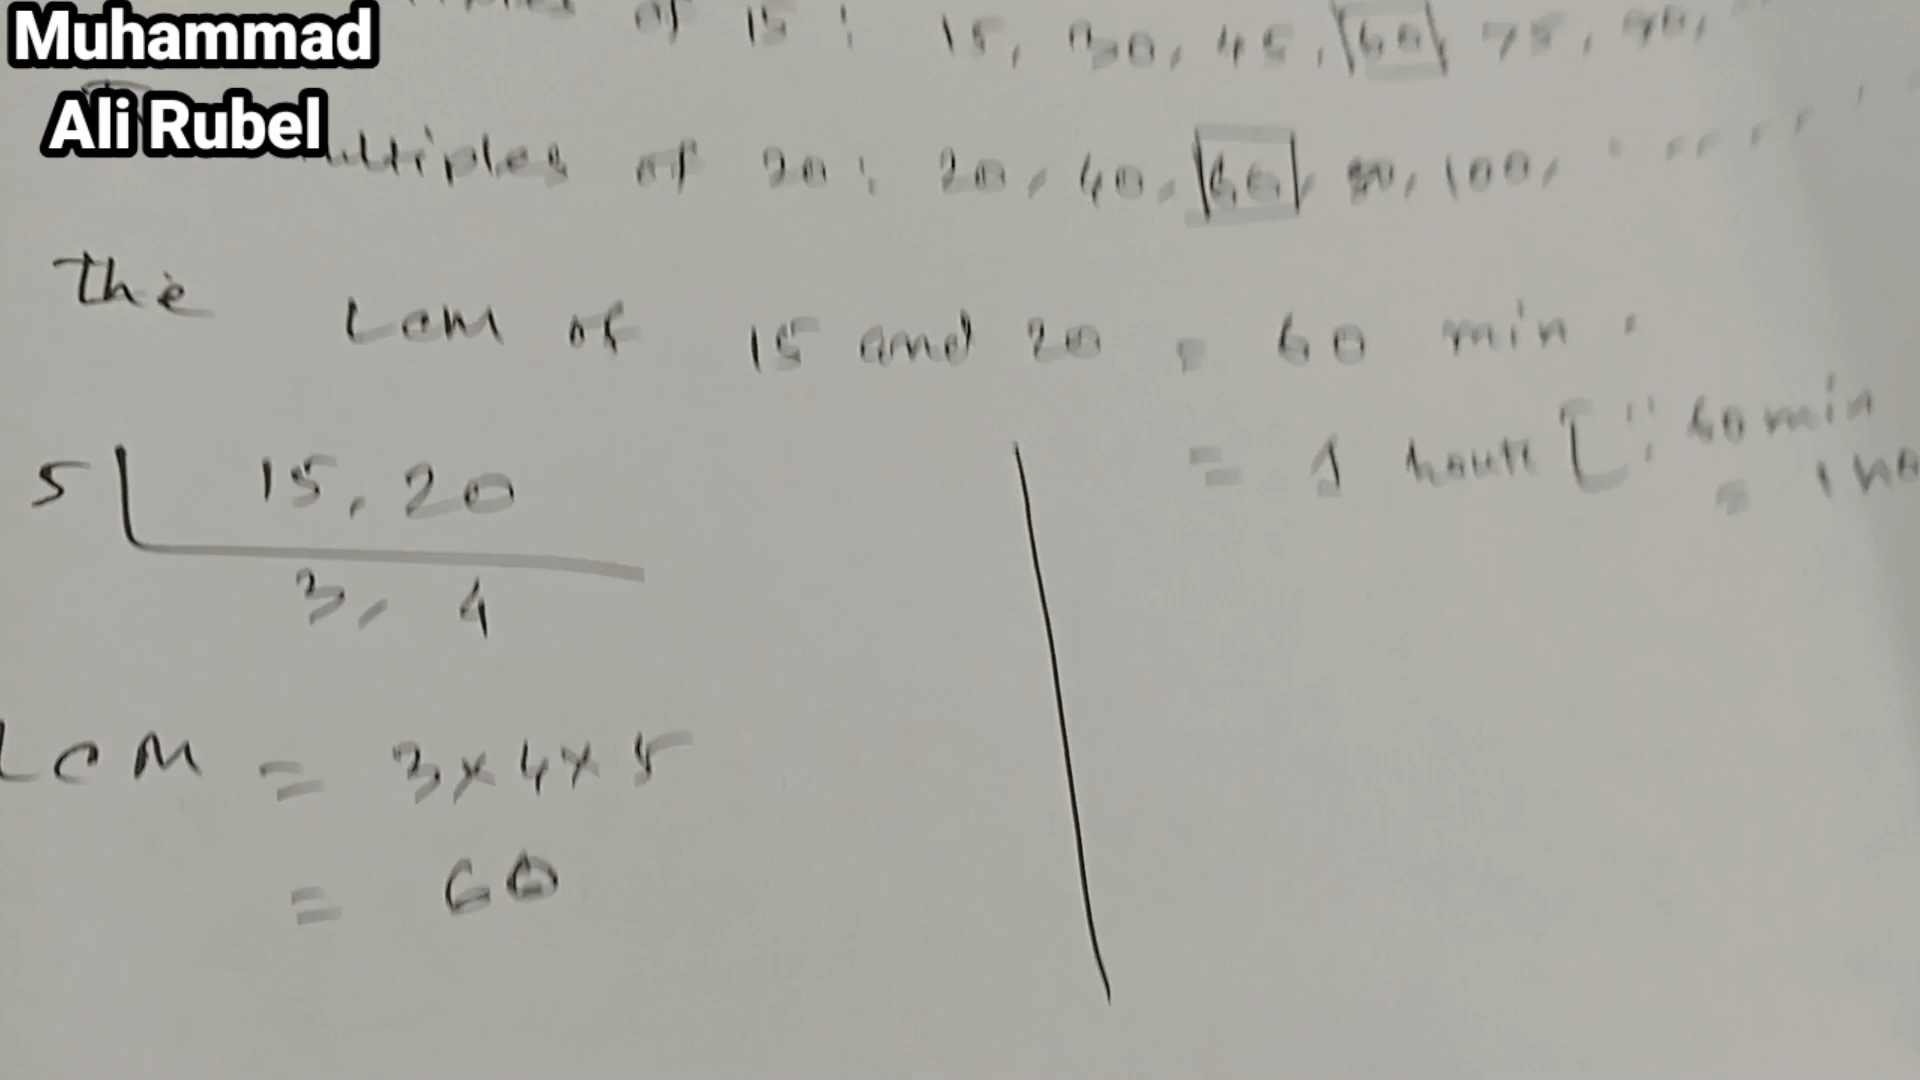 Muhammad
Ali Rubel
of 15 : 15, 30, 45, 60, 75, 90,
multiples of 20 : 20, 40, 60, 80, 100, ........
The LCM of 15 and 20 = 60 min.
= 1 hour [∵ 60 min
= 1 ho
5 15, 20
3, 4
LCM = 3×4×5
= 60